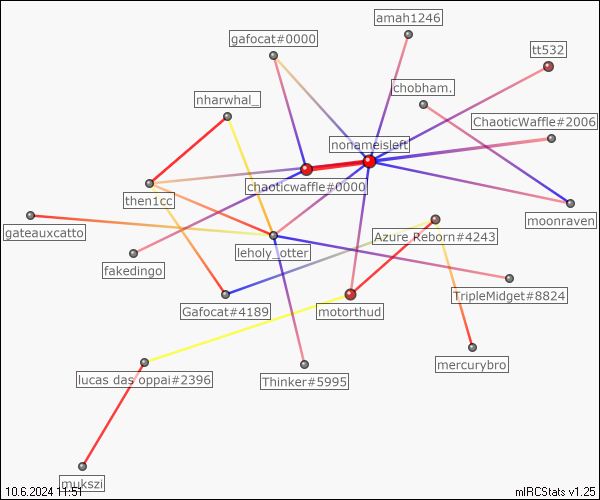 amah1246
gafocat#0000
tt532
chobham.
nharwhal_
ChaoticWaffle#2006
nonameisleft
chaoticwaffle#0000
then1cc
moonraven
gateauxcatto
Azure Reborn#4243
leholy_otter
fakedingo
TripleMidget#8824
Gafocat#4189
motorthud
mercurybro
lucas das oppai#2396
Thinker#5995
mukszi
10.6.2024 11:51
mIRCStats v1.25